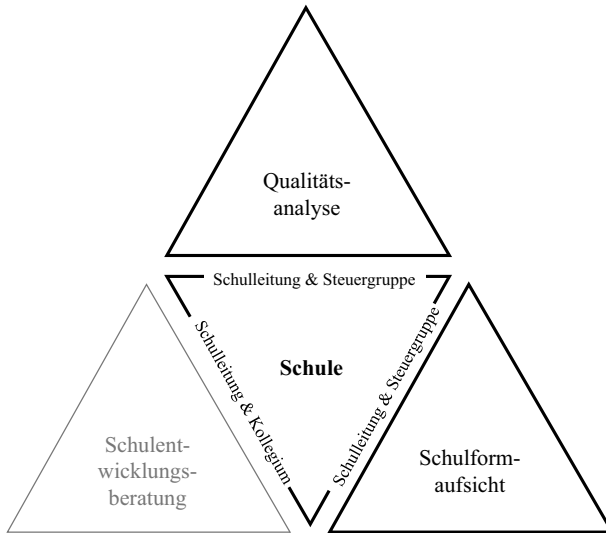 Qualitäts-
analyse
Schulleitung & Steuergruppe
Schulleitung & Kollegium
Schule
Schulleitung & Steuergruppe
Schulent-
wicklungs-
beratung
Schulform-
aufsicht